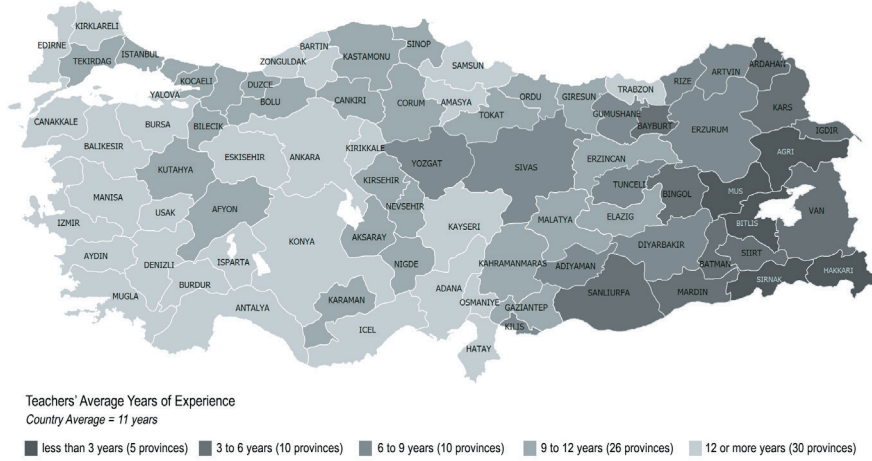 KIRKLARELI
EDIRNE
TEKIRDAG
ISTANBUL
KOCAELI
YALOVA
DUZCE
BOLU
ZONGULDAK
BARTIN
KASTAMONU
SINOP
SAMSUN
CANKIRI
CORUM
AMASYA
TOKAT
ORDU
GIRESUN
TRABZON
GUMUSHANE
BAYBURT
RIZE
ARTVIN
ARDAHAN
KARS
IGDIR
ERZURUM
AGRI
CANAKKALE
BALIKESIR
BURSA
BILECIK
KUTAHYA
ESKISEHIR
ANKARA
KIRIKKALE
YOZGAT
SIVAS
ERZINCAN
TUNCELI
BINGOL
MUS
BITLIS
VAN
MANISA
IZMIR
USAK
AFYON
KIRSEHIR
NEVSEHIR
AKSARAY
KAYSERI
MALATYA
ELAZIG
DIYARBAKIR
BATMAN
SIIRT
SIRNAK
HAKKARI
AYDIN
DENIZLI
ISPARTA
BURDUR
MUGLA
ANTALYA
KONYA
KARAMAN
NIGDE
ICEL
ADANA
OSMANIYE
HATAY
KAHRAMANMARAS
ADIYAMAN
GAZIANTEP
KILIS
SANLIURFA
MARDIN
Teachers' Average Years of Experience
Country Average = 11 years
less than 3 years (5 provinces) 3 to 6 years (10 provinces) 6 to 9 years (10 provinces) 9 to 12 years (26 provinces) 12 or more years (30 provinces)